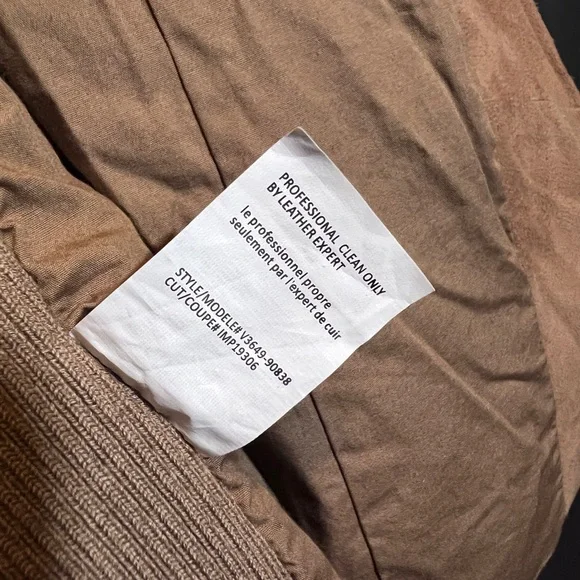 PROFESSIONAL CLEAN ONLY
BY LEATHER EXPERT
le professionnel propre
seulement par l'expert de cuir
STYLE/MODELE# V3649-90838
CUT/COUPE# IMP19306